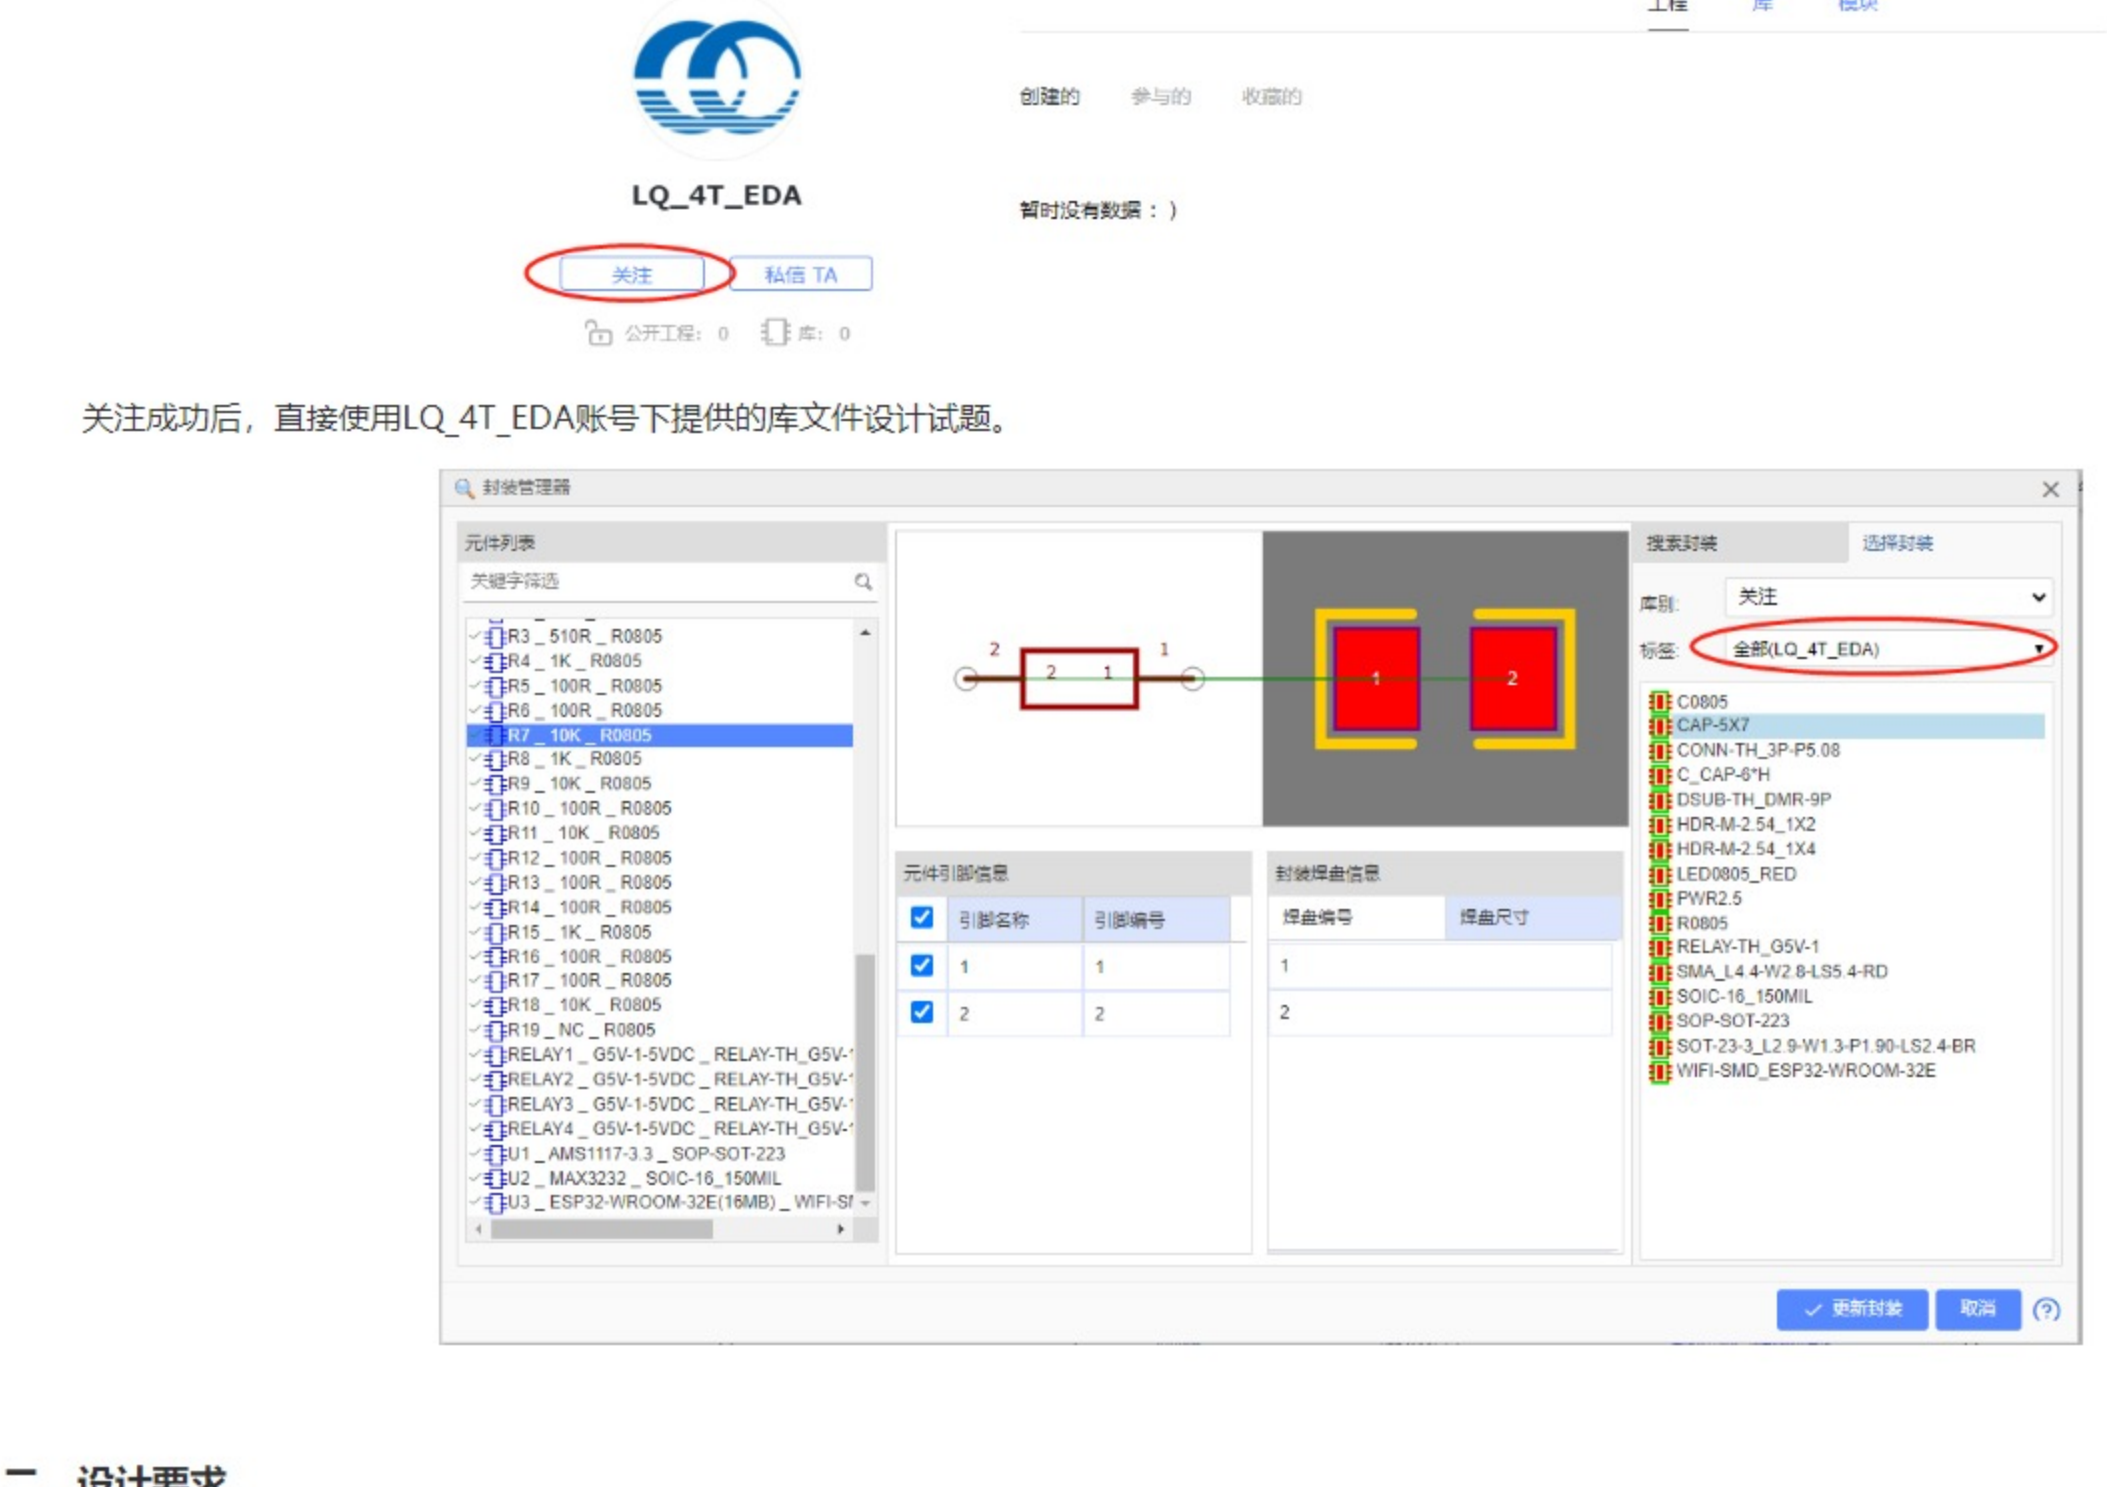 工程 库 模块
创建的 参与的 收藏的
LQ_4T_EDA
暂时没有数据：)
关注 私信 TA
公开工程: 0 库: 0
关注成功后，直接使用LQ_4T_EDA账号下提供的库文件设计试题。
封装管理器
元件列表
关键字筛选
R3 _ 510R _ R0805
R4 _ 1K _ R0805
R5 _ 100R _ R0805
R6 _ 100R _ R0805
R7 _ 10K _ R0805
R8 _ 1K _ R0805
R9 _ 10K _ R0805
R10 _ 100R _ R0805
R11 _ 10K _ R0805
R12 _ 100R _ R0805
R13 _ 100R _ R0805
R14 _ 100R _ R0805
R15 _ 1K _ R0805
R16 _ 100R _ R0805
R17 _ 100R _ R0805
R18 _ 10K _ R0805
R19 _ NC _ R0805
RELAY1 _ G5V-1-5VDC _ RELAY-TH_G5V-1
RELAY2 _ G5V-1-5VDC _ RELAY-TH_G5V-1
RELAY3 _ G5V-1-5VDC _ RELAY-TH_G5V-1
RELAY4 _ G5V-1-5VDC _ RELAY-TH_G5V-1
U1 _ AMS1117-3.3 _ SOP-SOT-223
U2 _ MAX3232 _ SOIC-16_150MIL
U3 _ ESP32-WROOM-32E(16MB) _ WIFI-SM
2 2 1 1
1 2
元件引脚信息
引脚名称 引脚编号
1 1
2 2
封装焊盘信息
焊盘编号 焊盘尺寸
1
2
搜索封装 选择封装
库别: 关注
标签: 全部(LQ_4T_EDA)
C0805
CAP-5X7
CONN-TH_3P-P5.08
C_CAP-6*H
DSUB-TH_DMR-9P
HDR-M-2.54_1X2
HDR-M-2.54_1X4
LED0805_RED
PWR2.5
R0805
RELAY-TH_G5V-1
SMA_L4.4-W2.8-LS5.4-RD
SOIC-16_150MIL
SOP-SOT-223
SOT-23-3_L2.9-W1.3-P1.90-LS2.4-BR
WIFI-SMD_ESP32-WROOM-32E
更新封装 取消
二 设计要求